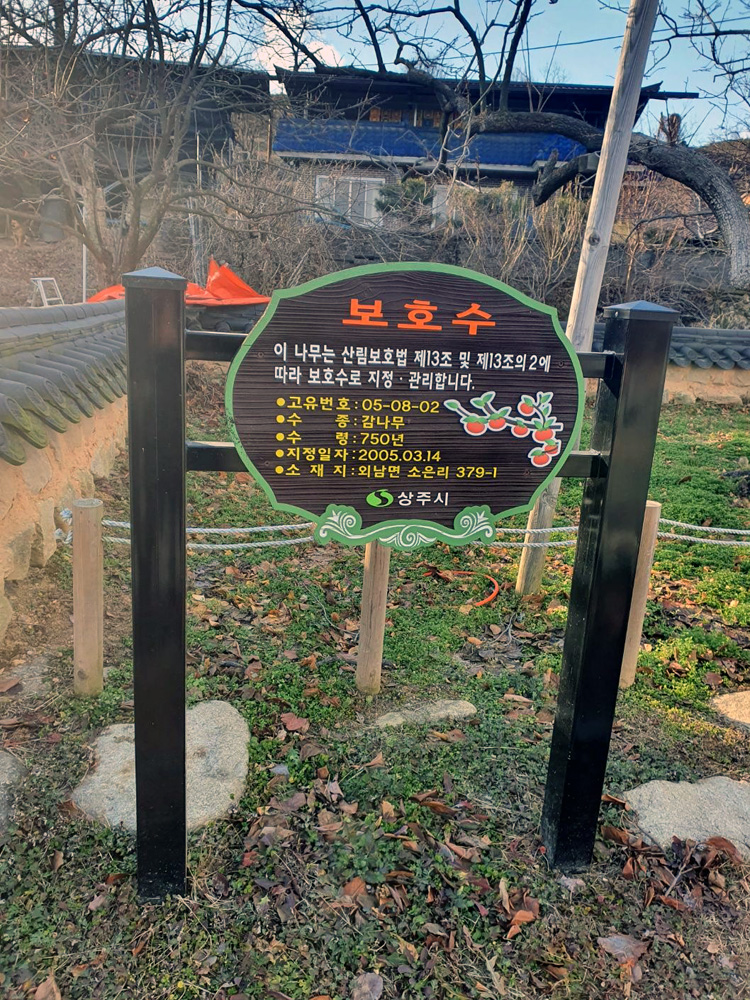 보호수
이 나무는 산림보호법 제13조 및 제13조의2에
따라 보호수로 지정 · 관리합니다.
●고유번호 : 05-08-02
●수 종 : 감나무
●수 령 : 750년
●지정일자 : 2005.03.14
●소 재 지 : 외남면 소은리 379-1
상주시